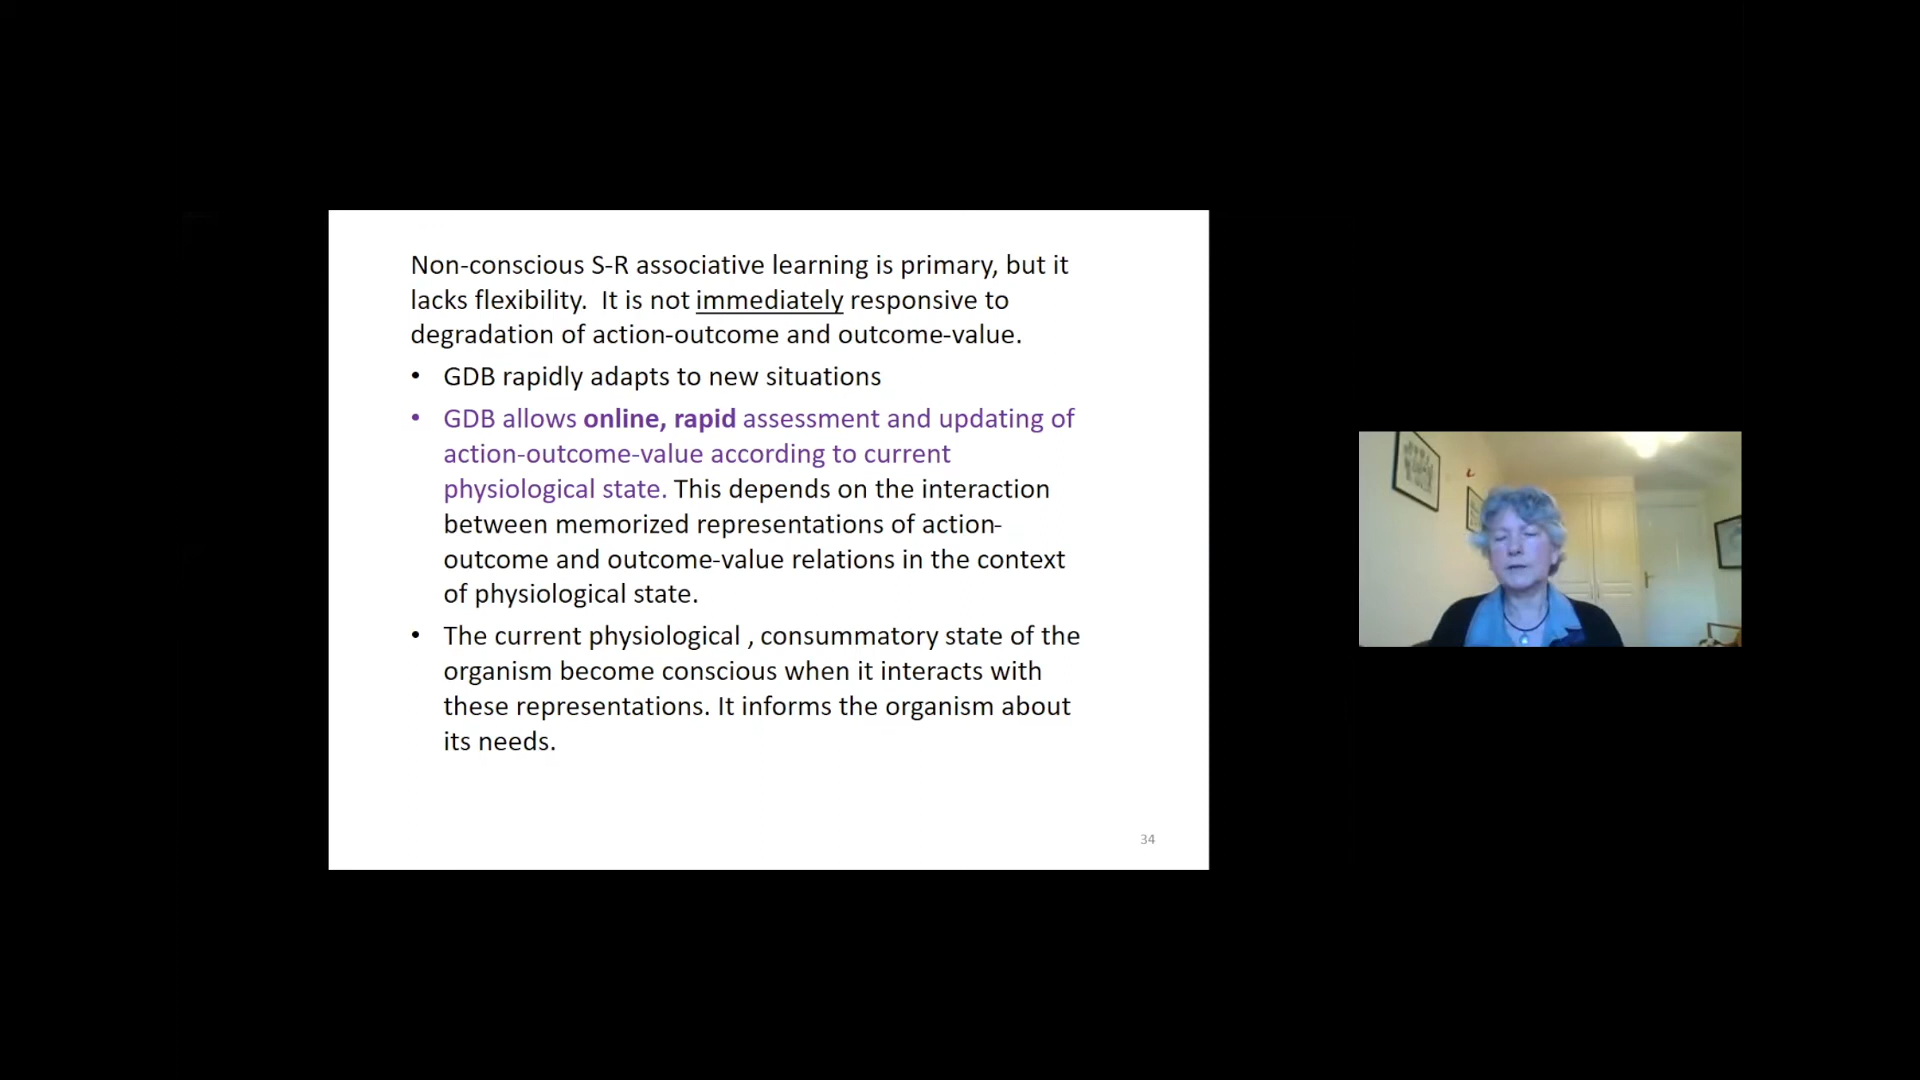 Non-conscious S-R associative learning is primary, but it
lacks flexibility.  It is not immediately responsive to
degradation of action-outcome and outcome-value.
• GDB rapidly adapts to new situations
• GDB allows online, rapid assessment and updating of
action-outcome-value according to current
physiological state. This depends on the interaction
between memorized representations of action-
outcome and outcome-value relations in the context
of physiological state.
• The current physiological , consummatory state of the
organism become conscious when it interacts with
these representations. It informs the organism about
its needs.
34